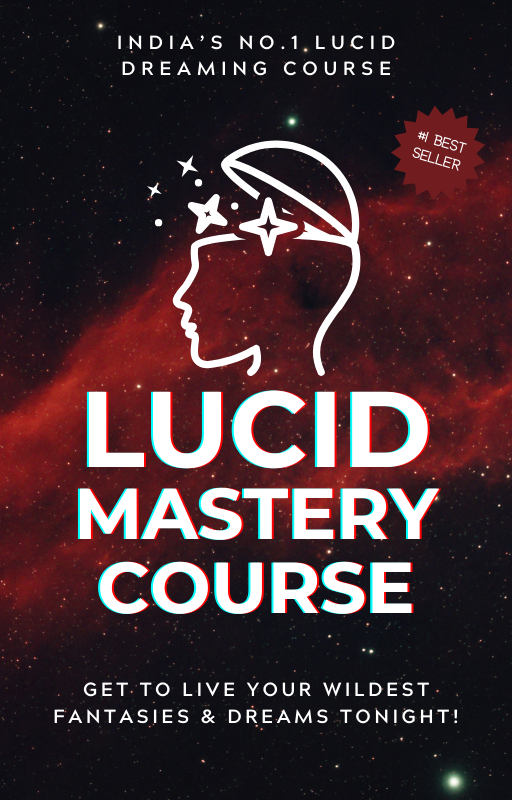 INDIA'S NO.1 LUCID
DREAMING COURSE
#1 BEST
SELLER
LUCID
MASTERY
COURSE
GET TO LIVE YOUR WILDEST
FANTASIES & DREAMS TONIGHT!